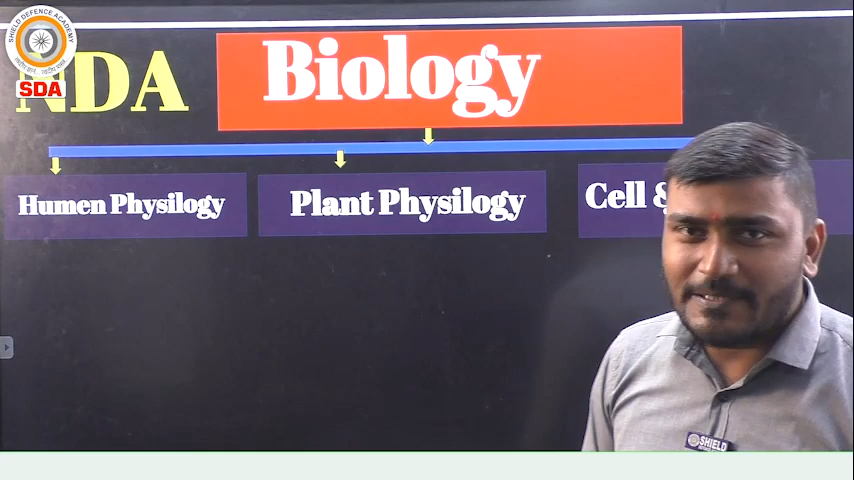 SHIELD DEFENCE ACADEMY
SDA
NDA
Biology
Humen Physilogy
Plant Physilogy
Cell &
SHIELD